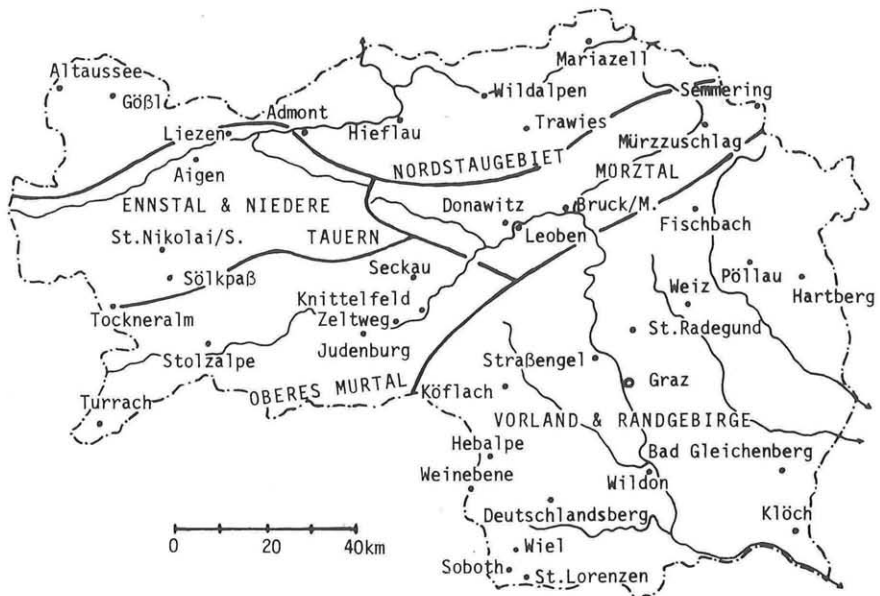 Mariazell
Altaussee
Gößl
Wildalpen
Semmering
Admont
Liezen
Hieflau
Trawies
Mürzzuschlag
Aigen
NORDSTAUGEBIET
MÖRZTAL
ENNSTAL & NIEDERE
TAUERN
Donawitz
Bruck/M.
Fischbach
St.Nikolai/S.
Leoben
Sölkpaß
Seckau
Weiz
Pöllau
Hartberg
Tockneralm
Knittelfeld
Zeltweg
St.Radegund
Stolzalpe
Judenburg
Straßengel
OBERES MURTAL
Köflach
Graz
Turrach
VORLAND & RANDGEBIRGE
Hebalpe
Bad Gleichenberg
Weinebene
Wildon
Deutschlandsberg
Klöch
0 20 40km
Wiel
Soboth
St.Lorenzen